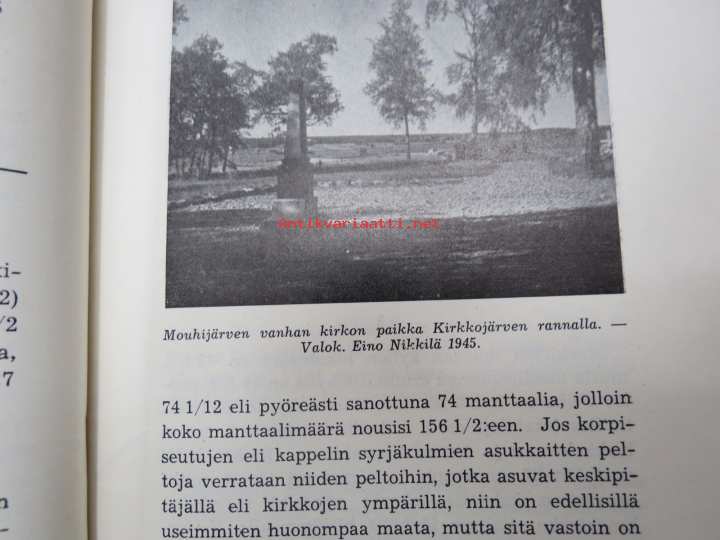 Antikvariaatti.net
Mouhijärven vanhan kirkon paikka Kirkkojärven rannalla. —
Valok. Eino Nikkilä 1945.
74 1/12 eli pyöreästi sanottuna 74 manttaalia, jolloin
koko manttaalimäärä nousisi 156 1/2:een. Jos korpi-
seutujen eli kappelin syrjäkulmien asukkaitten pel-
toja verrataan niiden peltoihin, jotka asuvat keskipi-
täjällä eli kirkkojen ympärillä, niin on edellisillä
useimmiten huonompaa maata, mutta sitä vastoin on